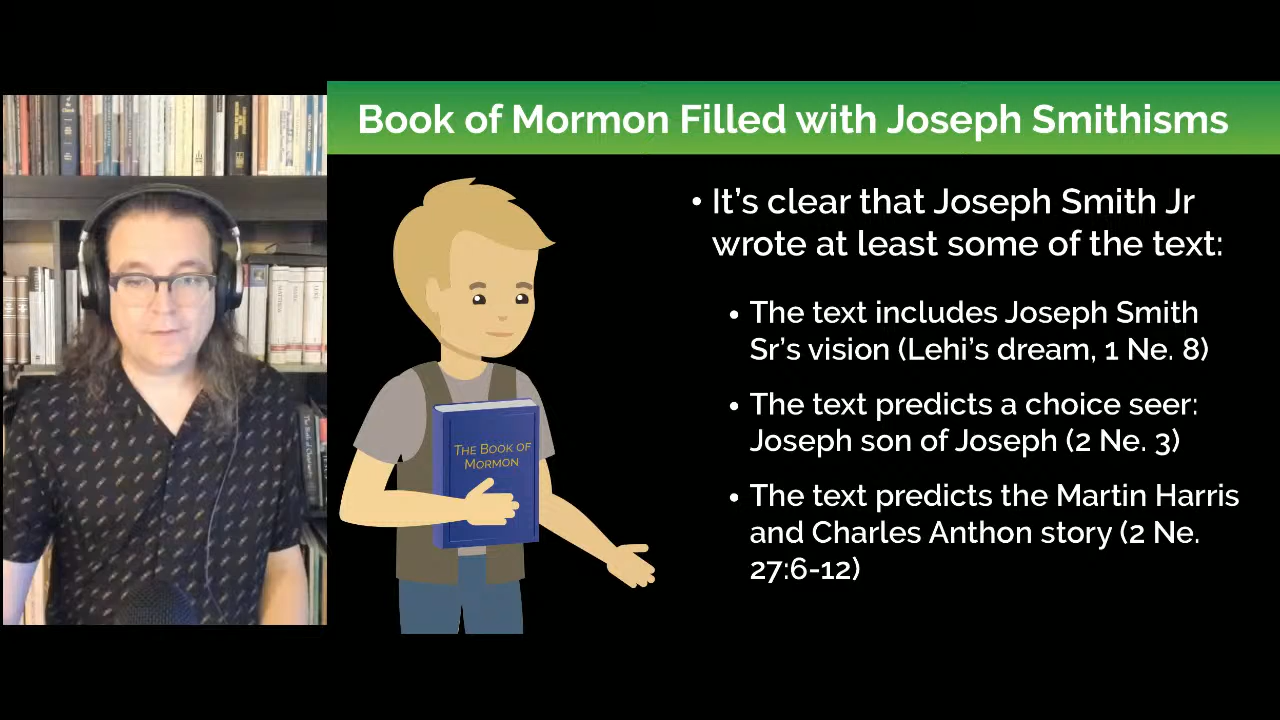 Book of Mormon Filled with Joseph Smithisms
• It's clear that Joseph Smith Jr
wrote at least some of the text:
• The text includes Joseph Smith
Sr's vision (Lehi's dream, 1 Ne. 8)
• The text predicts a choice seer:
Joseph son of Joseph (2 Ne. 3)
• The text predicts the Martin Harris
and Charles Anthon story (2 Ne.
27:6-12)
THE BOOK OF
MORMON